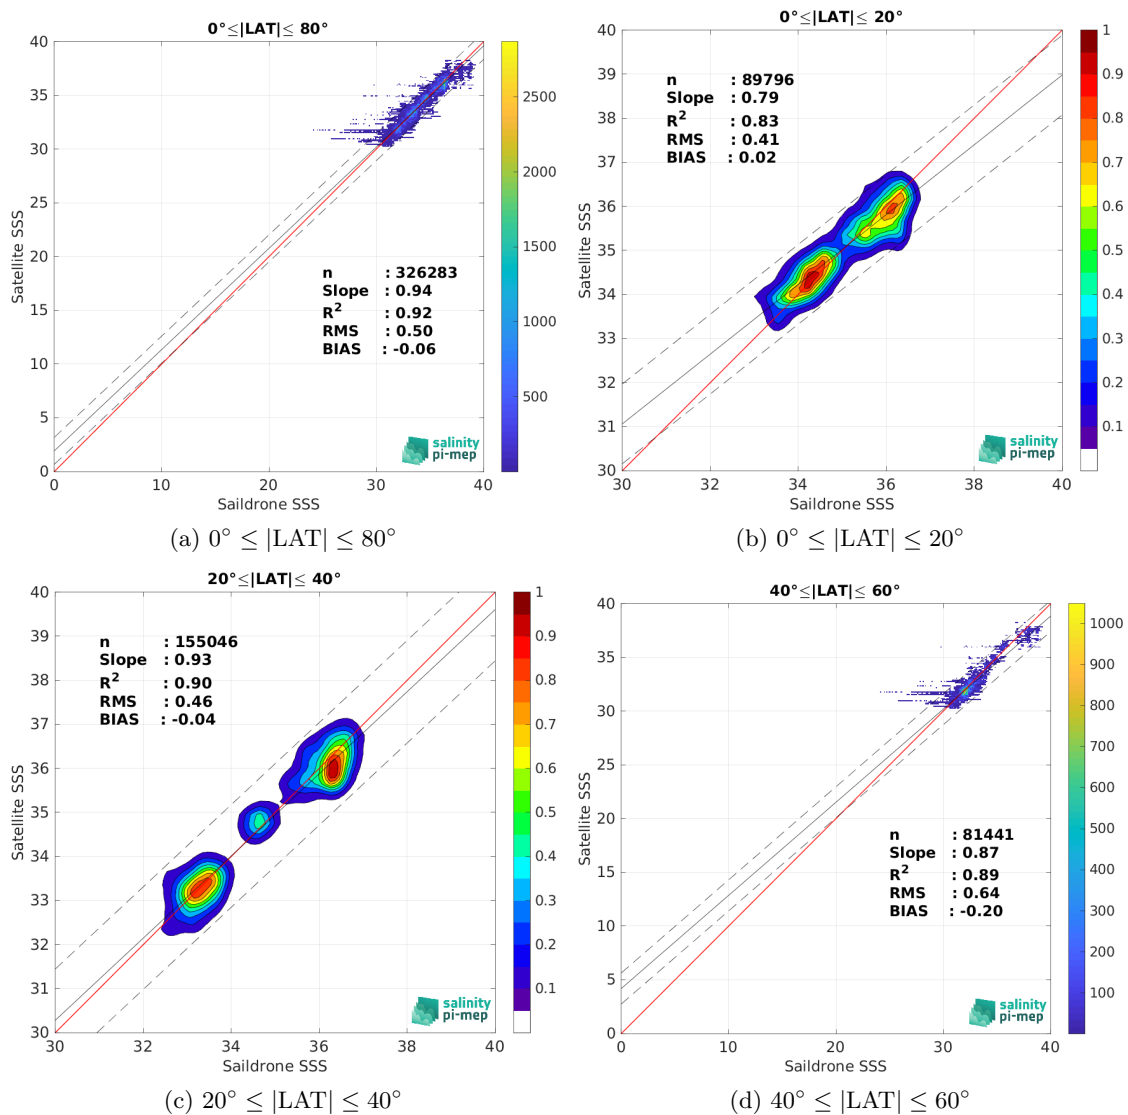 0°≤|LAT|≤ 80°
40
35
30
25
20
15
10
5
0
0
10
20
30
40
Satellite SSS
Saildrone SSS
n : 326283
Slope : 0.94
R² : 0.92
RMS : 0.50
BIAS : -0.06
salinity
pi-mep
2500
2000
1500
1000
500
(a) 0° ≤ |LAT| ≤ 80°
0°≤|LAT|≤ 20°
40
39
38
37
36
35
34
33
32
31
30
30
32
34
36
38
40
Satellite SSS
Saildrone SSS
n : 89796
Slope : 0.79
R² : 0.83
RMS : 0.41
BIAS : 0.02
salinity
pi-mep
1
0.9
0.8
0.7
0.6
0.5
0.4
0.3
0.2
0.1
(b) 0° ≤ |LAT| ≤ 20°
20°≤|LAT|≤ 40°
40
39
38
37
36
35
34
33
32
31
30
30
32
34
36
38
40
Satellite SSS
Saildrone SSS
n : 155046
Slope : 0.93
R² : 0.90
RMS : 0.46
BIAS : -0.04
salinity
pi-mep
1
0.9
0.8
0.7
0.6
0.5
0.4
0.3
0.2
0.1
(c) 20° ≤ |LAT| ≤ 40°
40°≤|LAT|≤ 60°
40
35
30
25
20
15
10
5
0
0
10
20
30
40
Satellite SSS
Saildrone SSS
n : 81441
Slope : 0.87
R² : 0.89
RMS : 0.64
BIAS : -0.20
salinity
pi-mep
1000
900
800
700
600
500
400
300
200
100
(d) 40° ≤ |LAT| ≤ 60°